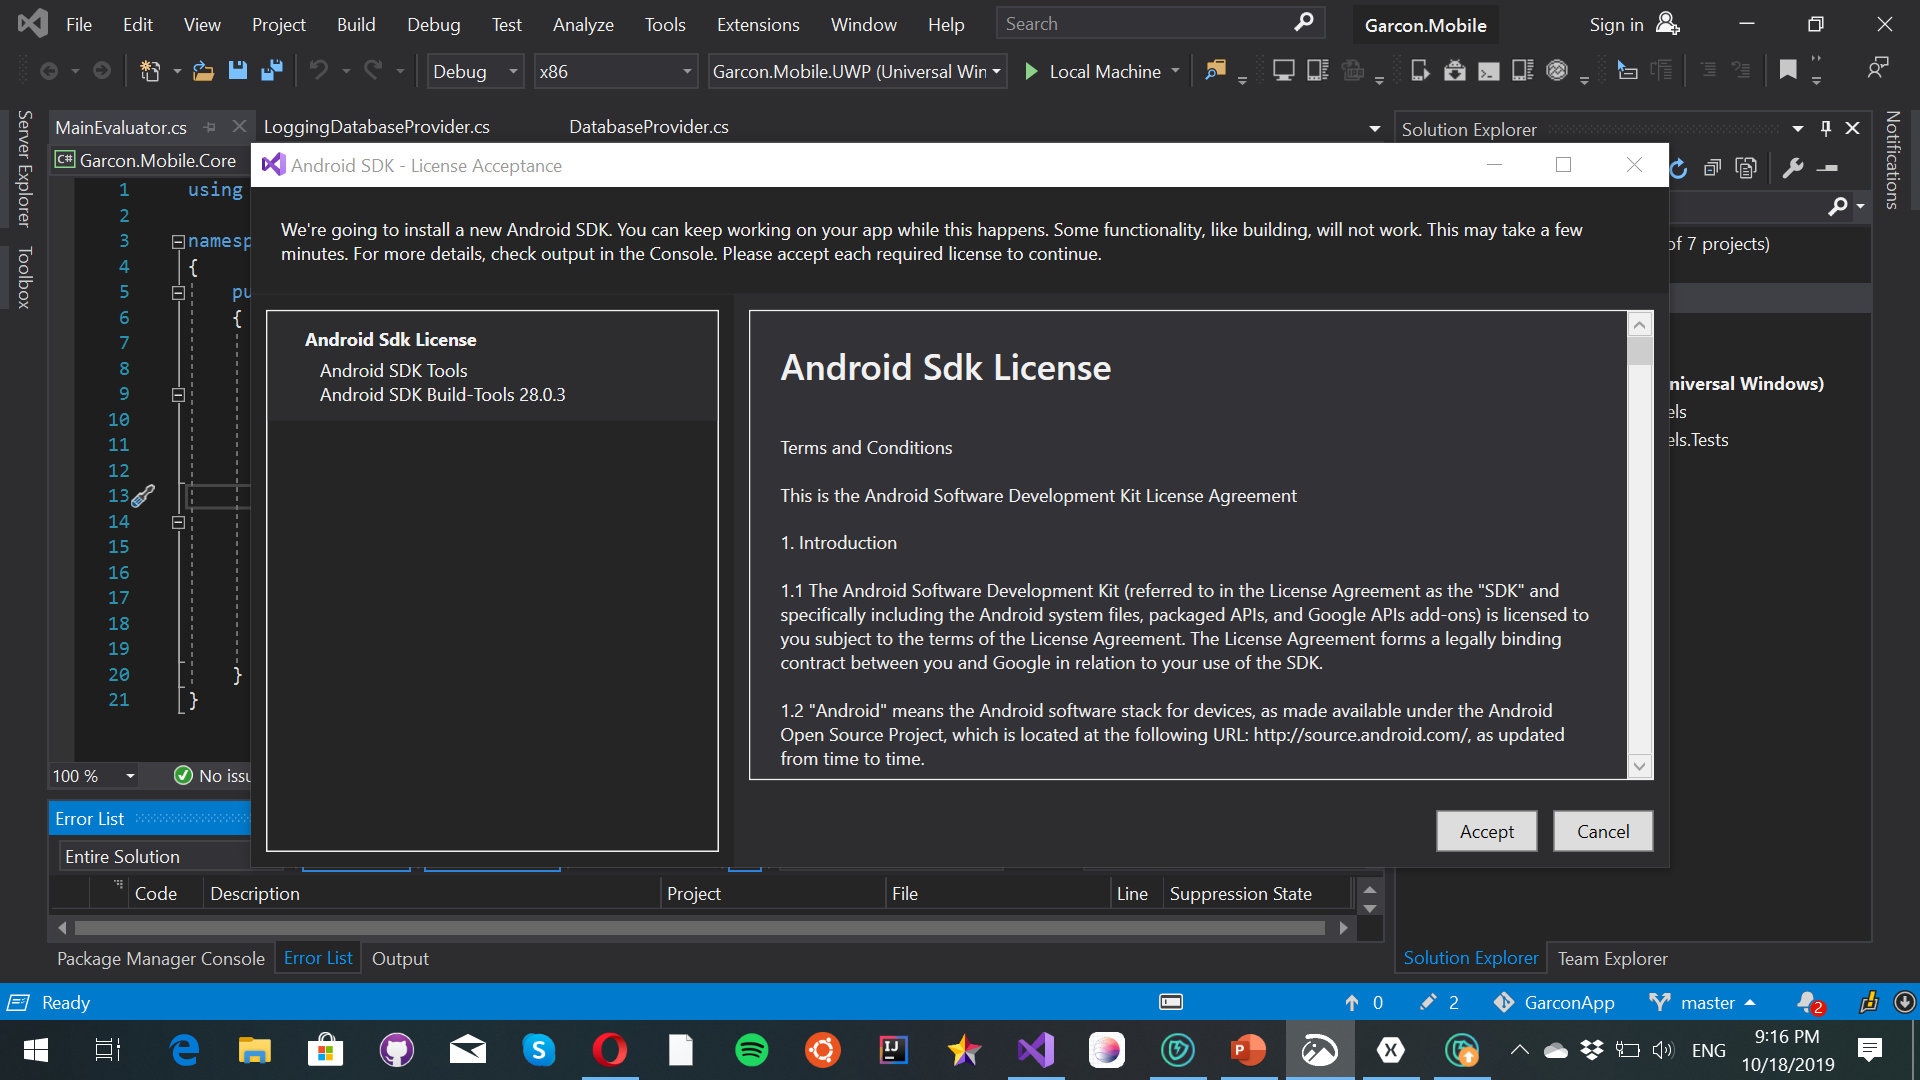 File Edit View Project Build Debug Test Analyze Tools Extensions Window Help Search Garcon.Mobile Sign in
Debug x86 Garcon.Mobile.UWP (Universal Win Local Machine
Server Explorer
Toolbox
MainEvaluator.cs LoggingDatabaseProvider.cs DatabaseProvider.cs
C# Garcon.Mobile.Core
1 using
2
3 namesp
4 {
5 pu
6 {
7
8
9
10
11
12
13
14
15
16
17
18
19
20 }
21 }
100 % No issu
Android SDK - License Acceptance
We're going to install a new Android SDK. You can keep working on your app while this happens. Some functionality, like building, will not work. This may take a few
minutes. For more details, check output in the Console. Please accept each required license to continue.
Android Sdk License
Android SDK Tools
Android SDK Build-Tools 28.0.3
Android Sdk License
Terms and Conditions
This is the Android Software Development Kit License Agreement
1. Introduction
1.1 The Android Software Development Kit (referred to in the License Agreement as the "SDK" and
specifically including the Android system files, packaged APIs, and Google APIs add-ons) is licensed to
you subject to the terms of the License Agreement. The License Agreement forms a legally binding
contract between you and Google in relation to your use of the SDK.
1.2 "Android" means the Android software stack for devices, as made available under the Android
Open Source Project, which is located at the following URL: http://source.android.com/, as updated
from time to time.
Accept Cancel
Solution Explorer
of 7 projects)
niversal Windows)
els
els.Tests
Notifications
Error List
Entire Solution
Code Description Project File Line Suppression State
Package Manager Console Error List Output
Solution Explorer Team Explorer
Ready 0 2 GarconApp master 2
ENG 9:16 PM
10/18/2019